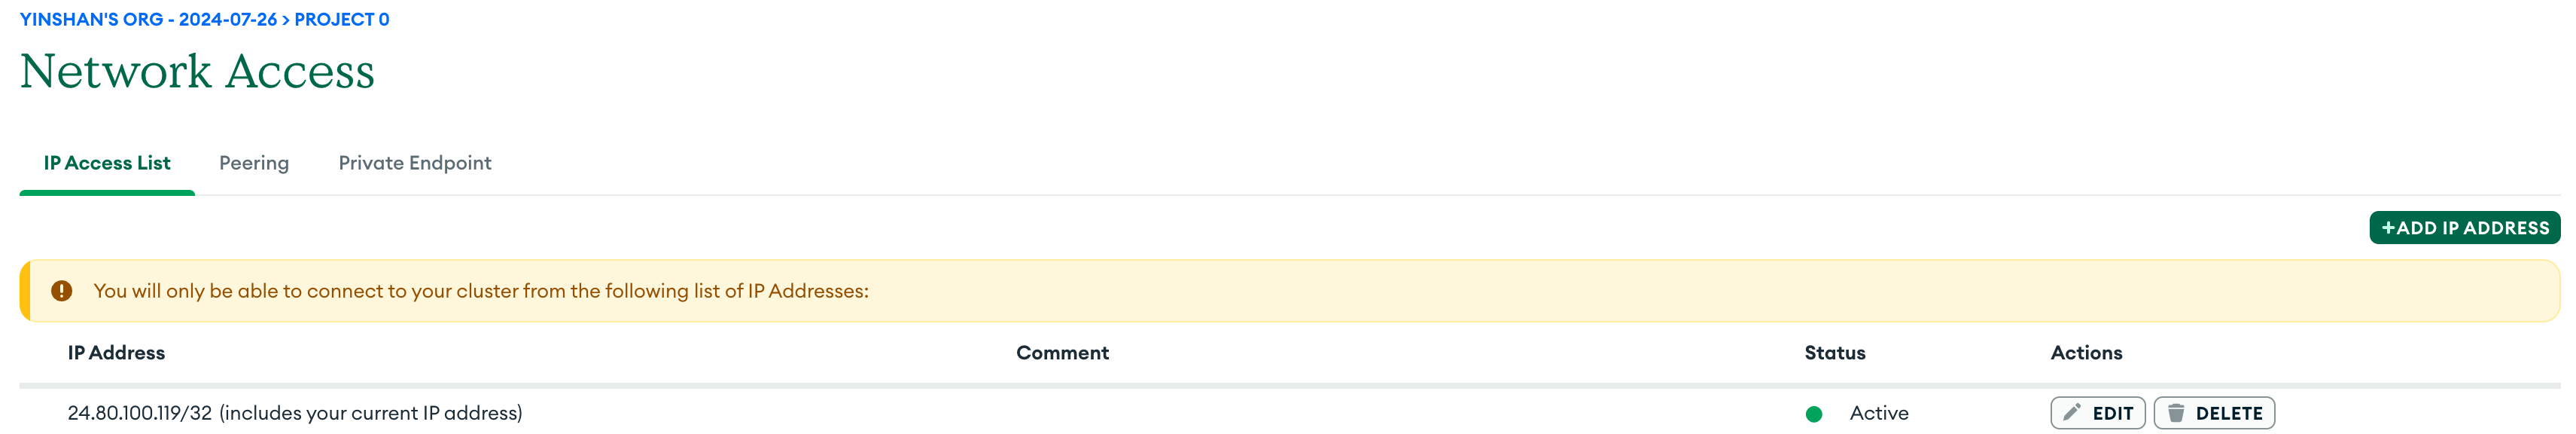 YINSHAN'S ORG - 2024-07-26 > PROJECT 0
Network Access
IP Access List Peering Private Endpoint
+ADD IP ADDRESS
You will only be able to connect to your cluster from the following list of IP Addresses:
IP Address Comment Status Actions
24.80.100.119/32 (includes your current IP address) Active EDIT DELETE